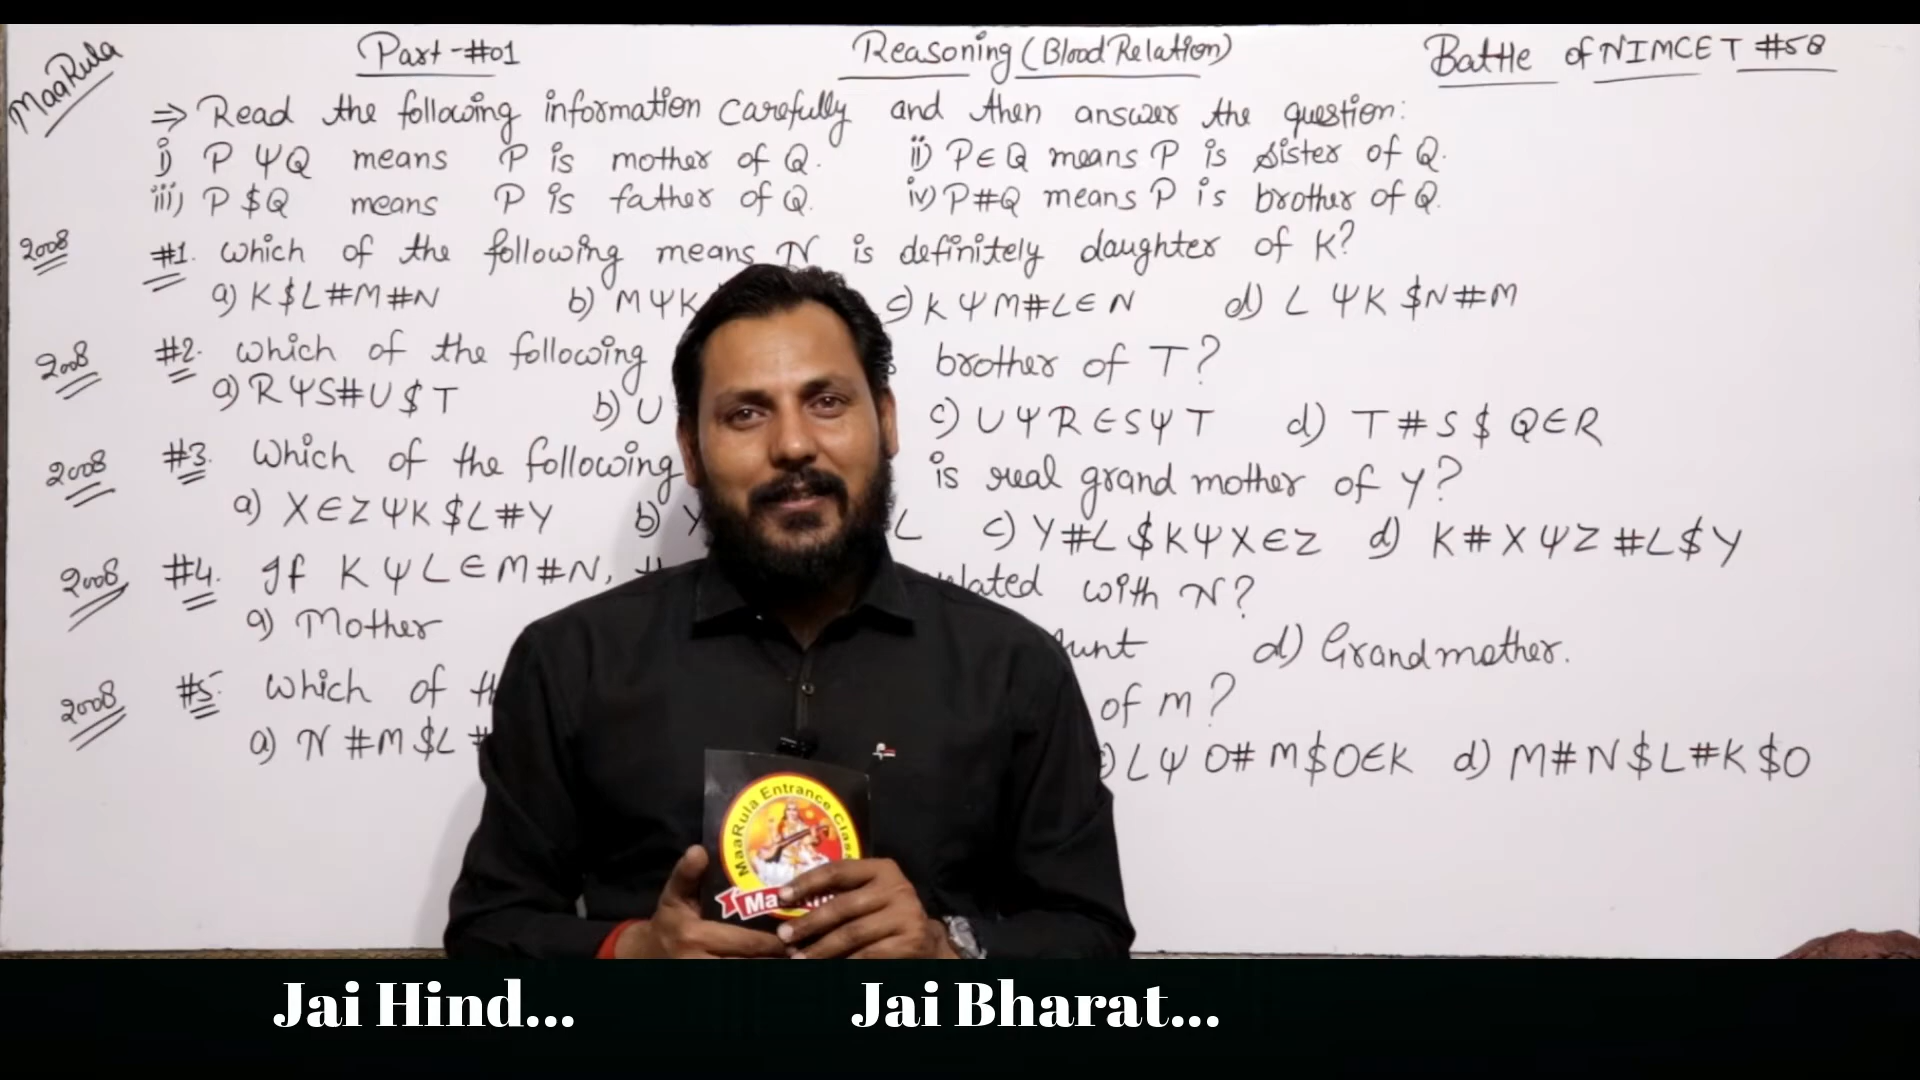 MaaRula
Part-#01 Reasoning (Blood Relation) Battle of NIMCET #58
⇒ Read the following information carefully and then answer the question:
i) P ΨQ means P is mother of Q. ii) P∈Q means P is sister of Q.
iii) P $Q means P is father of Q. iv) P#Q means P is brother of Q.
2008 #1. which of the following means N is definitely daughter of K?
a) K$L#M#N b) MΨK c) KΨM#L∈N d) L ΨK $N#M
2008 #2. which of the following brother of T?
a) RΨS#U$T b) U c) UΨR∈SΨT d) T#S$Q∈R
2008 #3. Which of the following is real grand mother of Y?
a) X∈ZΨK$L#Y b) Y L c) Y#L$KΨX∈Z d) K#XΨZ#L$Y
2008 #4. If KΨL∈M#N, related with N?
a) Mother Aunt d) Grandmother.
2008 #5. which of of m?
a) N #M $L # c) LΨO#M$O∈K d) M#N$L#K$O
MaaRula Entrance Class
Jai Hind... Jai Bharat...